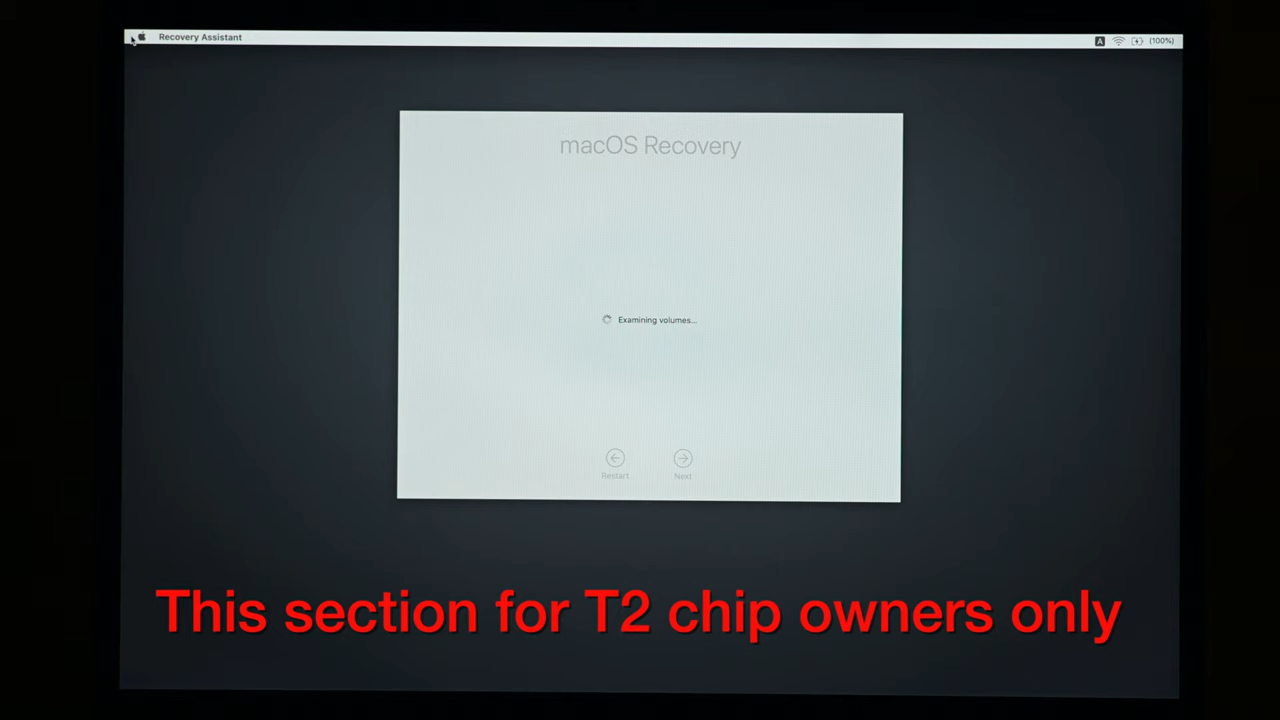 Recovery Assistant
A
(100%)
macOS Recovery
Examining volumes...
Restart
Next
This section for T2 chip owners only